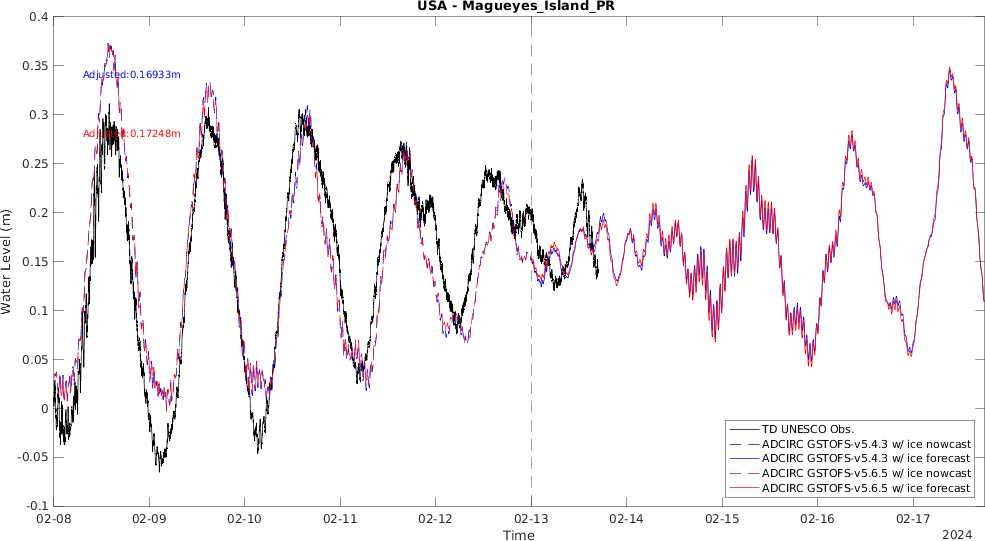 USA - Magueyes_Island_PR
0.4
0.35
0.3
0.25
0.2
0.15
0.1
0.05
0
-0.05
-0.1
Water Level (m)
Adjusted:0.16933m
Adjusted:0.17248m
TD UNESCO Obs.
ADCIRC GSTOFS-v5.4.3 w/ ice nowcast
ADCIRC GSTOFS-v5.4.3 w/ ice forecast
ADCIRC GSTOFS-v5.6.5 w/ ice nowcast
ADCIRC GSTOFS-v5.6.5 w/ ice forecast
02-08 02-09 02-10 02-11 02-12 02-13 02-14 02-15 02-16 02-17
Time
2024